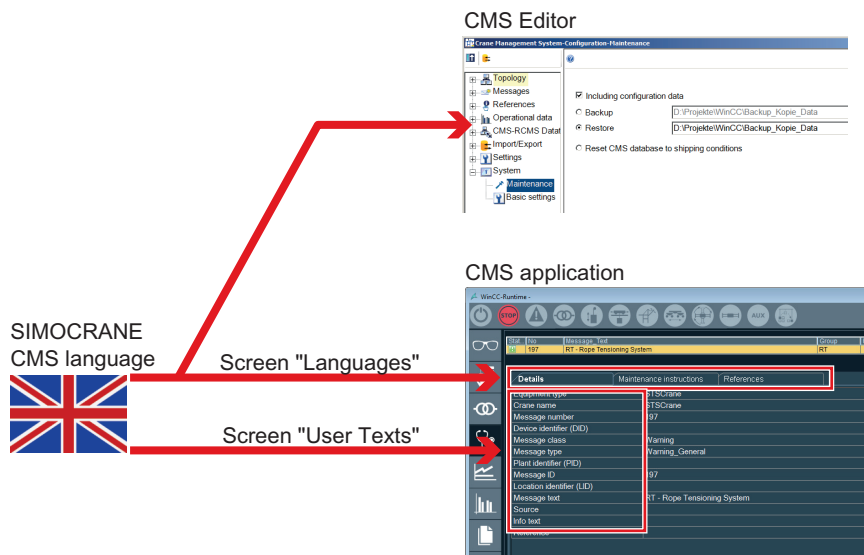 CMS Editor
Crane Management System-Configuration-Maintenance
Topology
Messages
References
Operational data
CMS-RCMS Datat
Import/Export
Settings
System
Maintenance
Basic settings
Including configuration data
Backup D:\Projekte\WinCC\Backup_Kopie_Data
Restore D:\Projekte\WinCC\Backup_Kopie_Data
Reset CMS database to shipping conditions
SIMOCRANE
CMS language
Screen "Languages"
Screen "User Texts"
CMS application
WinCC-Runtime -
STOP
AUX
Stat. No Message_Text Group
197 RT - Rope Tensioning System RT
Details Maintenance instructions References
Equipment type STSCrane
Crane name STSCrane
Message number 197
Device identifier (DID)
Message class Warning
Message type Warning_General
Plant identifier (PID)
Message ID 197
Location identifier (LID)
Message text RT - Rope Tensioning System
Source
Info text
Reference